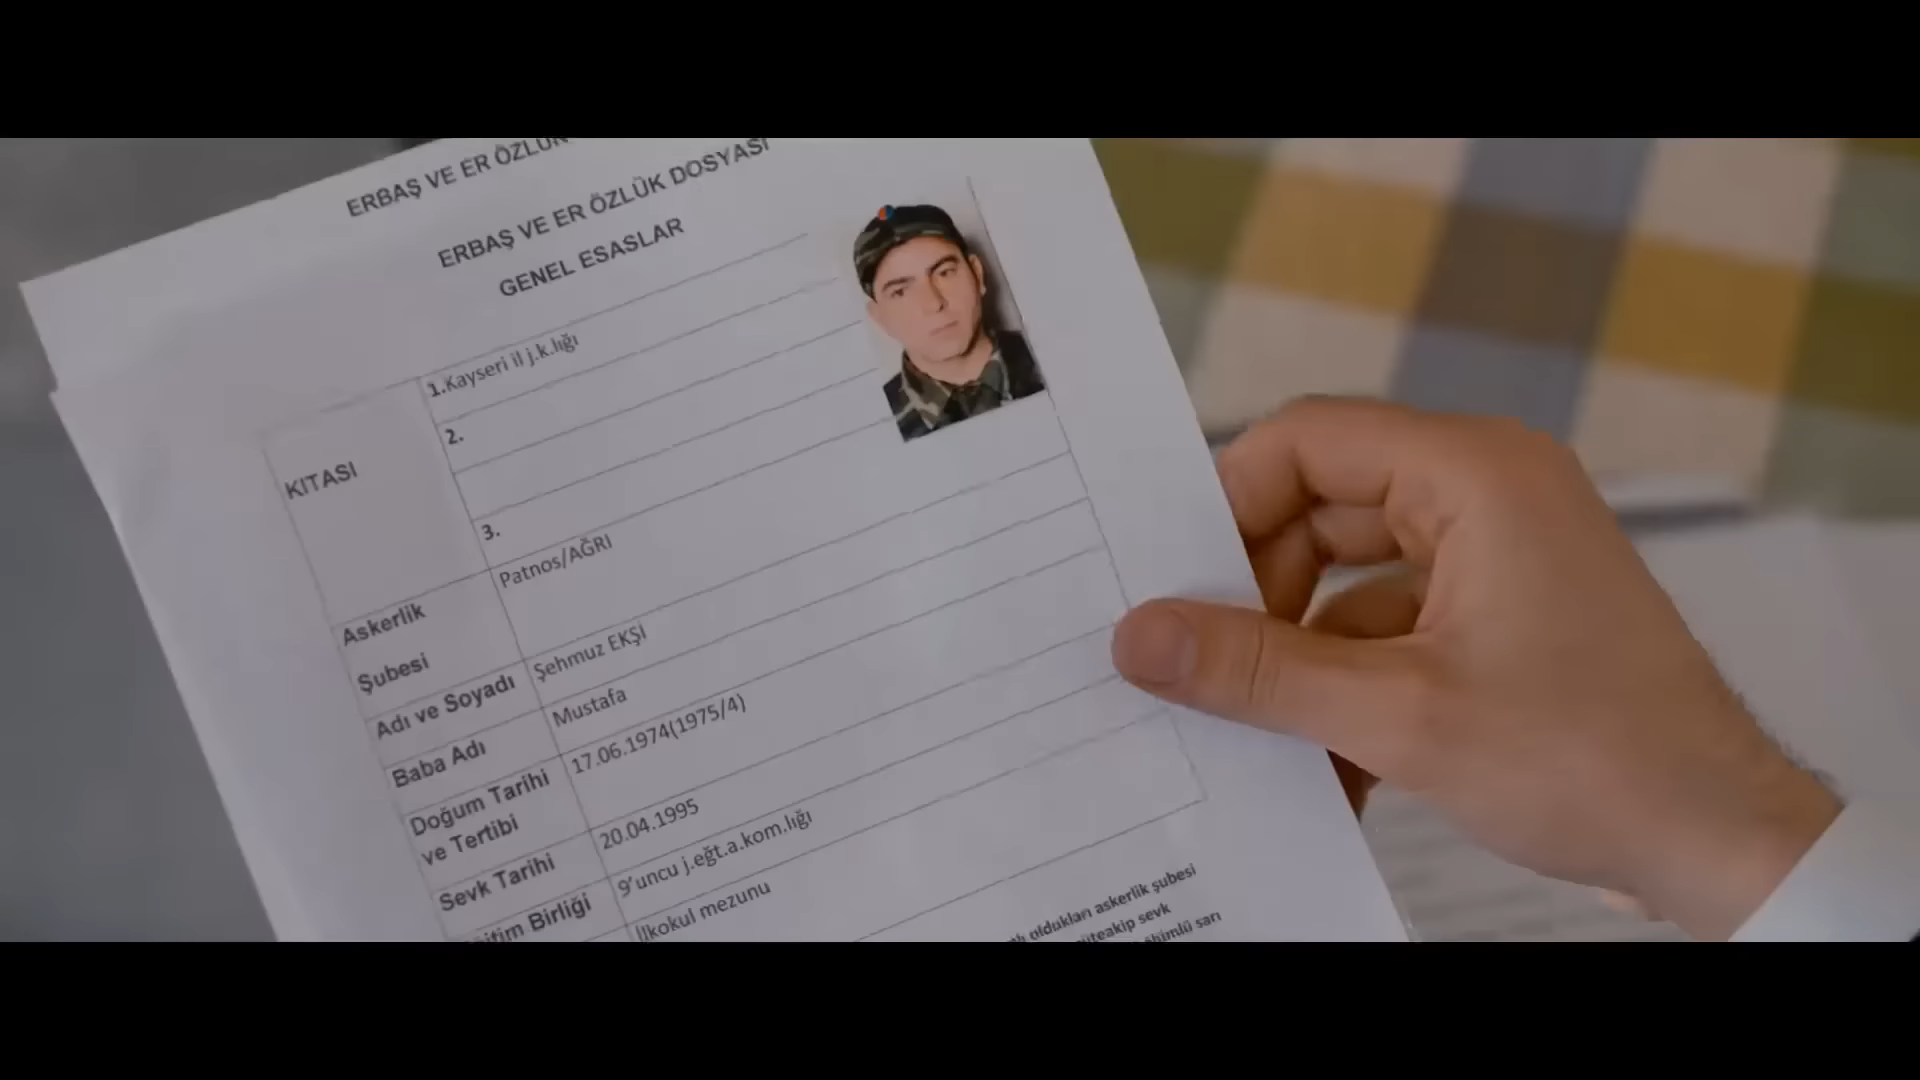 ERBAŞ VE ER ÖZLÜK
ERBAŞ VE ER ÖZLÜK DOSYASI
GENEL ESASLAR
KITASI
1.Kayseri il j.k.lığı
2.
3.
Askerlik
Şubesi
Patnos/AĞRI
Adı ve Soyadı
Şehmuz EKŞİ
Baba Adı
Mustafa
Doğum Tarihi
ve Tertibi
17.06.1974(1975/4)
Sevk Tarihi
20.04.1995
Birliği
9'uncu j.eğt.a.kom.lığı
İlkokul mezunu
oldukları askerlik şubesi
sevk
sarı